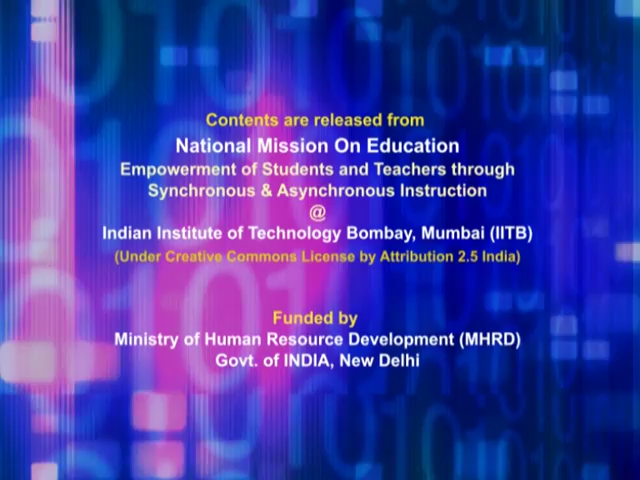 Contents are released from
National Mission On Education
Empowerment of Students and Teachers through
Synchronous & Asynchronous Instruction
@
Indian Institute of Technology Bombay, Mumbai (IITB)
(Under Creative Commons License by Attribution 2.5 India)
Funded by
Ministry of Human Resource Development (MHRD)
Govt. of INDIA, New Delhi